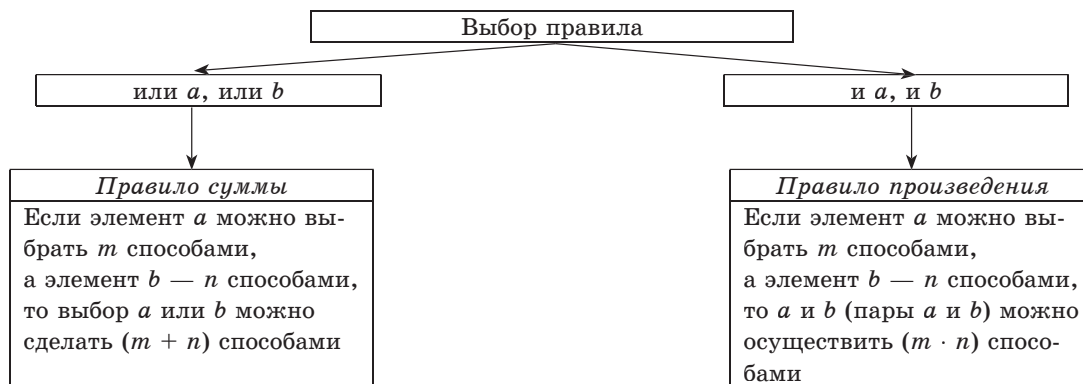 Выбор правила
или a, или b
и a, и b
Правило суммы
Если элемент a можно вы-
брать m способами,
а элемент b — n способами,
то выбор a или b можно
сделать (m + n) способами
Правило произведения
Если элемент a можно вы-
брать m способами,
а элемент b — n способами,
то a и b (пары a и b) можно
осуществить (m · n) спосо-
бами